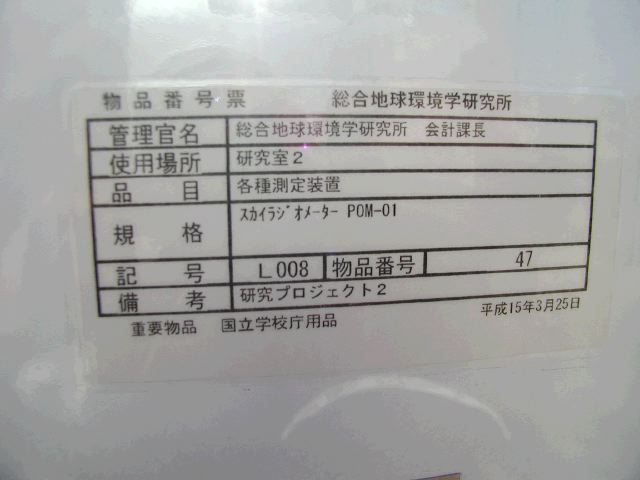 物品番号票 総合地球環境学研究所
管理官名 総合地球環境学研究所 会計課長
使用場所 研究室2
品目 各種測定装置
規格 ｽｶｲﾗｼﾞｵﾒｰﾀｰ POM-01
記号 L008 物品番号 47
備考 研究プロジェクト2
重要物品 国立学校庁用品 平成15年3月25日